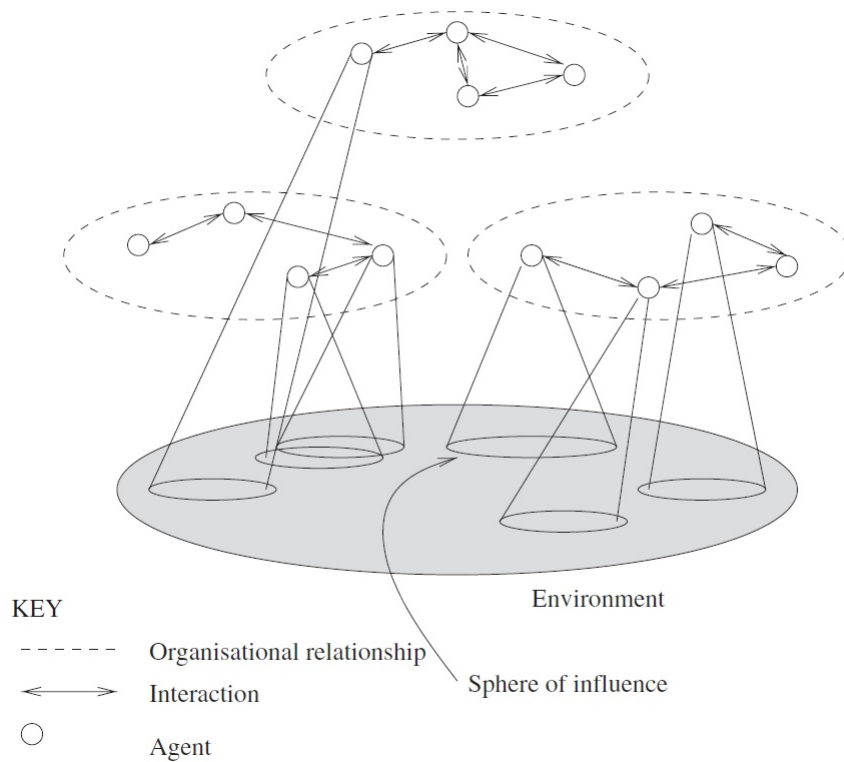 Environment
KEY
Organisational relationship
Sphere of influence
Interaction
Agent